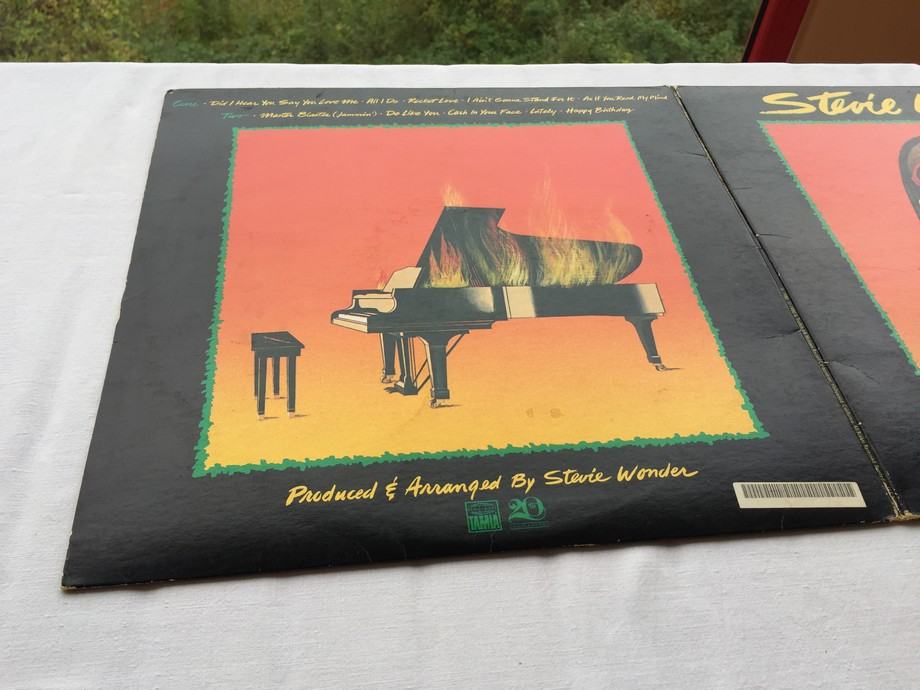 One · Did I Hear You Say You Love Me · All I Do · Rocket Love · I Ain't Gonna Stand For It · As If You Read My Mind
Two · Master Blaster (Jammin') · Do Like You · Cash In Your Face · Lately · Happy Birthday
Stevie
Produced & Arranged By Stevie Wonder
TAMLA 20